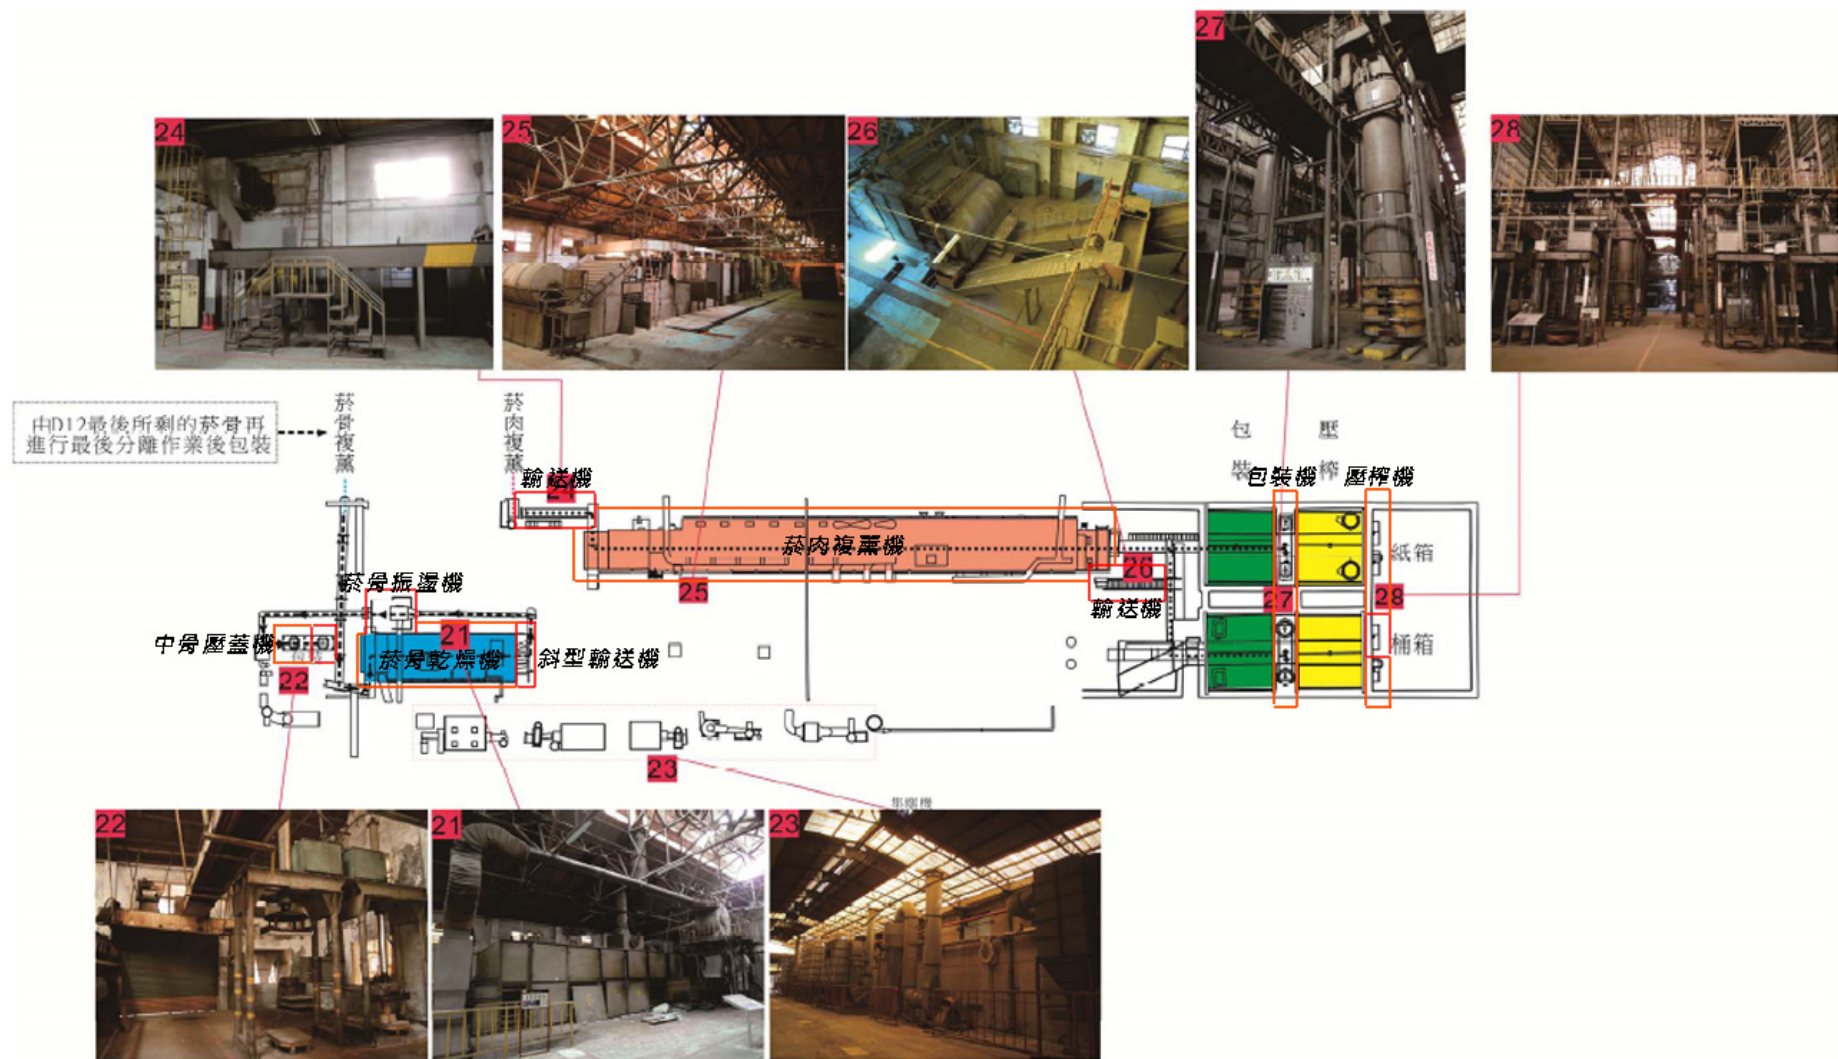 27
24
25
26
28
由D12最後所剩的菸骨再
進行最後分離作業後包裝
菸骨複薰
菸肉複薰
包裝
壓榨
輸送機
24
包裝機
壓榨機
菸肉複薰機
紙箱
26
25
菸骨振盪機
輸送機
27
28
21
中骨壓蓋機
菸骨乾燥機
斜型輸送機
桶箱
22
23
22
21
23